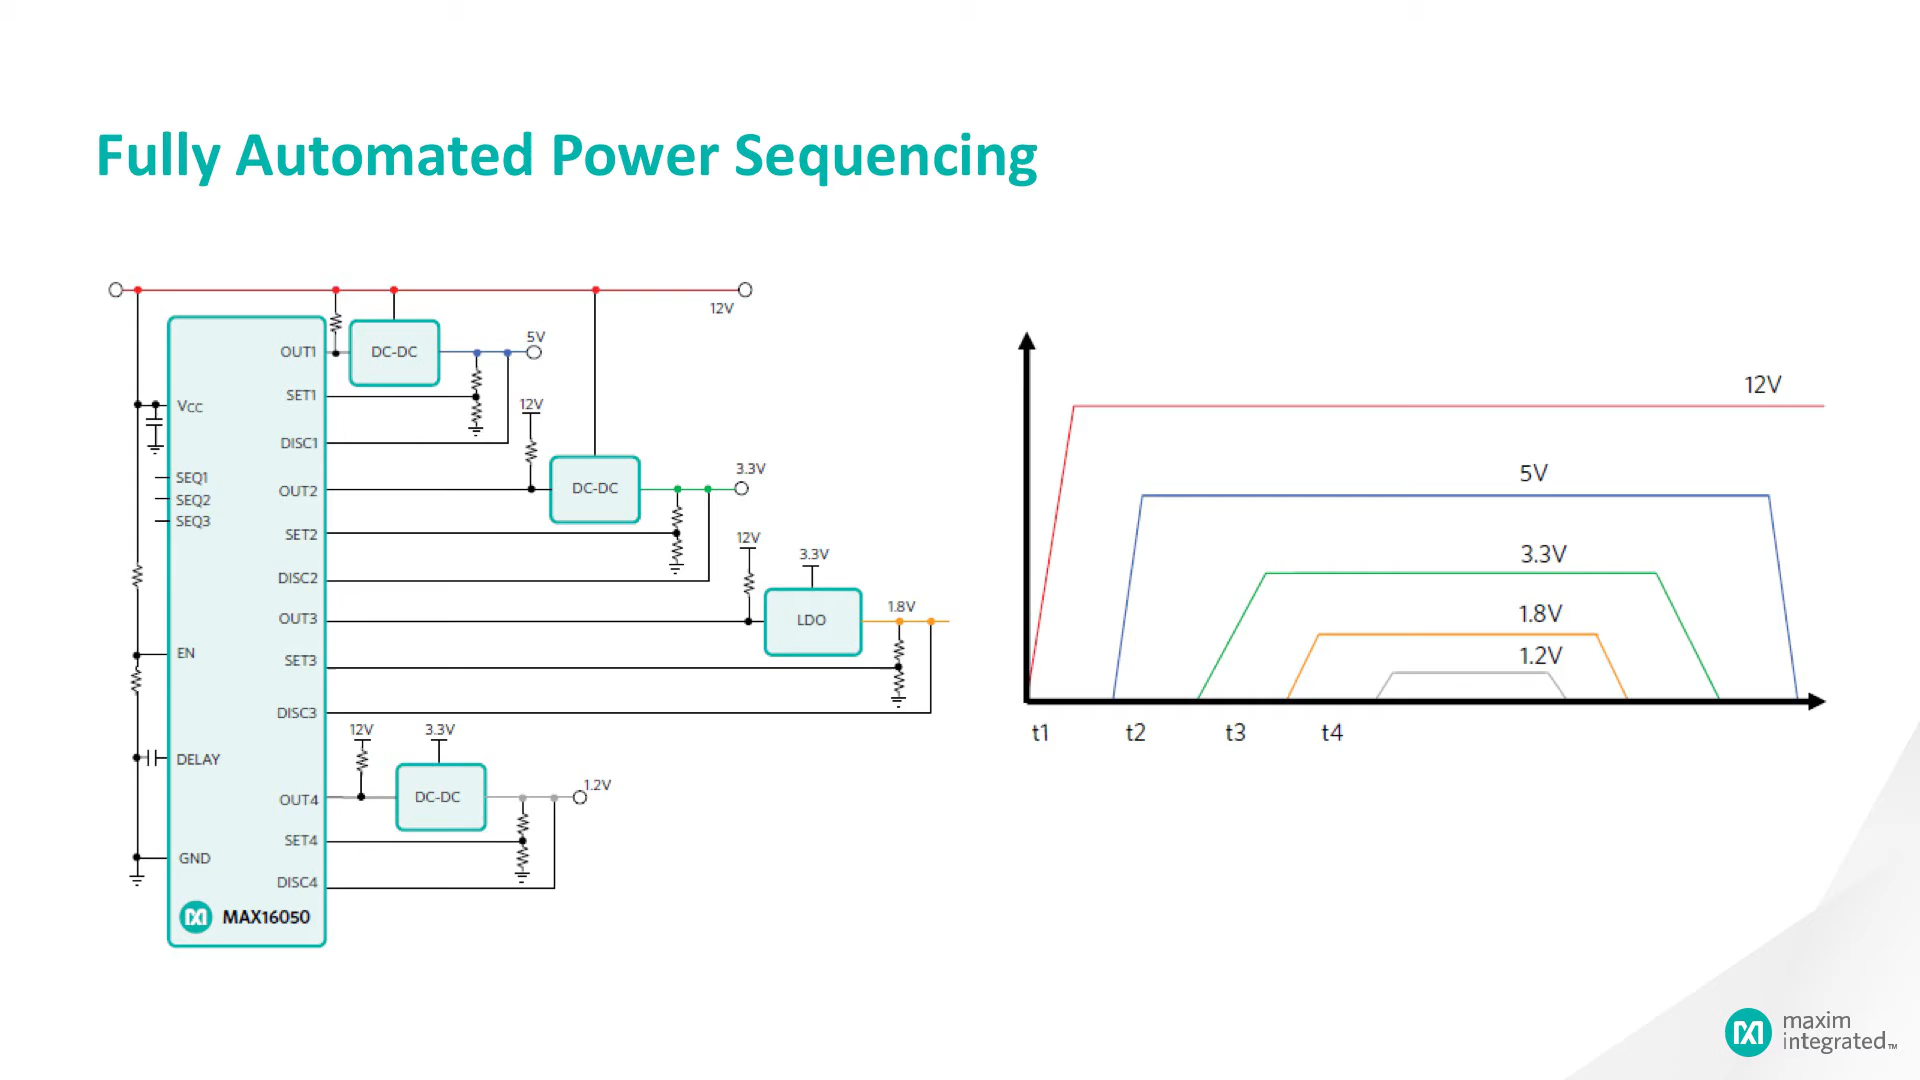 Fully Automated Power Sequencing
12V
5V
OUT1
DC-DC
SET1
12V
VCC
DISC1
3.3V
SEQ1
OUT2
DC-DC
SEQ2
SEQ3
SET2
12V
3.3V
DISC2
1.8V
OUT3
LDO
EN
SET3
DISC3
12V
3.3V
DELAY
1.2V
OUT4
DC-DC
SET4
GND
DISC4
MAX16050
12V
5V
3.3V
1.8V
1.2V
t1 t2 t3 t4
maxim
integrated™